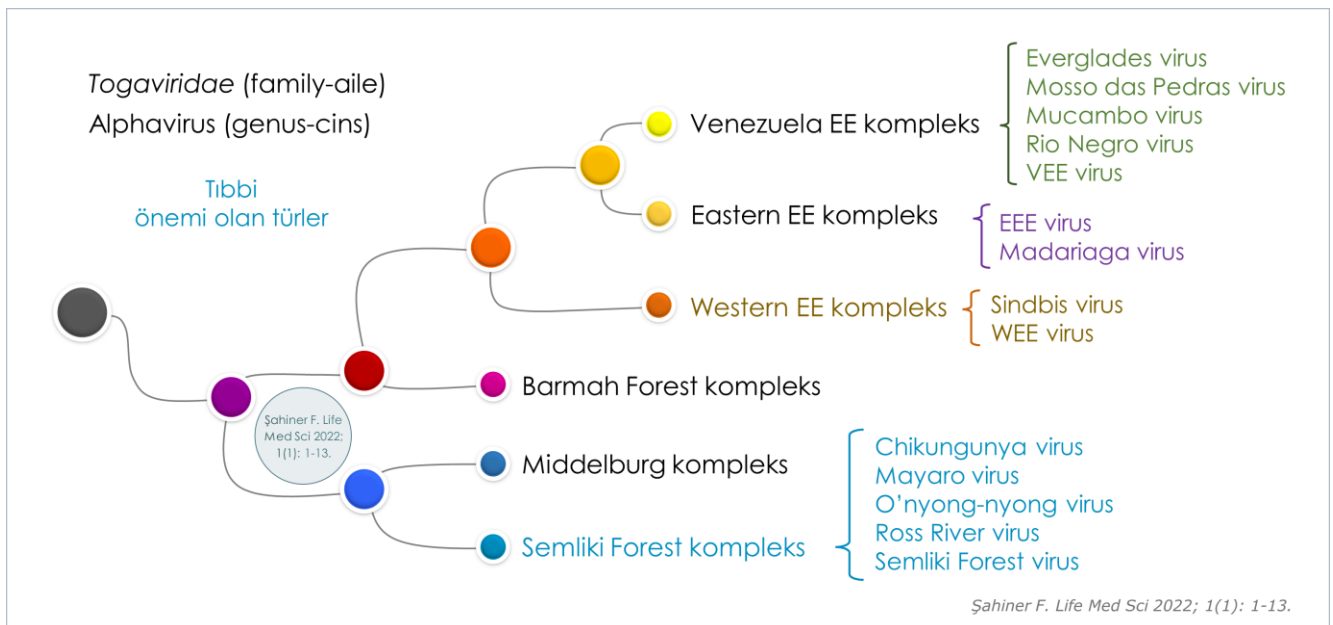 Togaviridae (family-aile)
Alphavirus (genus-cins)
Tıbbi
önemi olan türler
Venezuela EE kompleks
Everglades virus
Mosso das Pedras virus
Mucambo virus
Rio Negro virus
VEE virus
Eastern EE kompleks
EEE virus
Madariaga virus
Western EE kompleks
Sindbis virus
WEE virus
Barmah Forest kompleks
Şahiner F. Life
Med Sci 2022;
1(1): 1-13.
Middelburg kompleks
Semliki Forest kompleks
Chikungunya virus
Mayaro virus
O’nyong-nyong virus
Ross River virus
Semliki Forest virus
Şahiner F. Life Med Sci 2022; 1(1): 1-13.